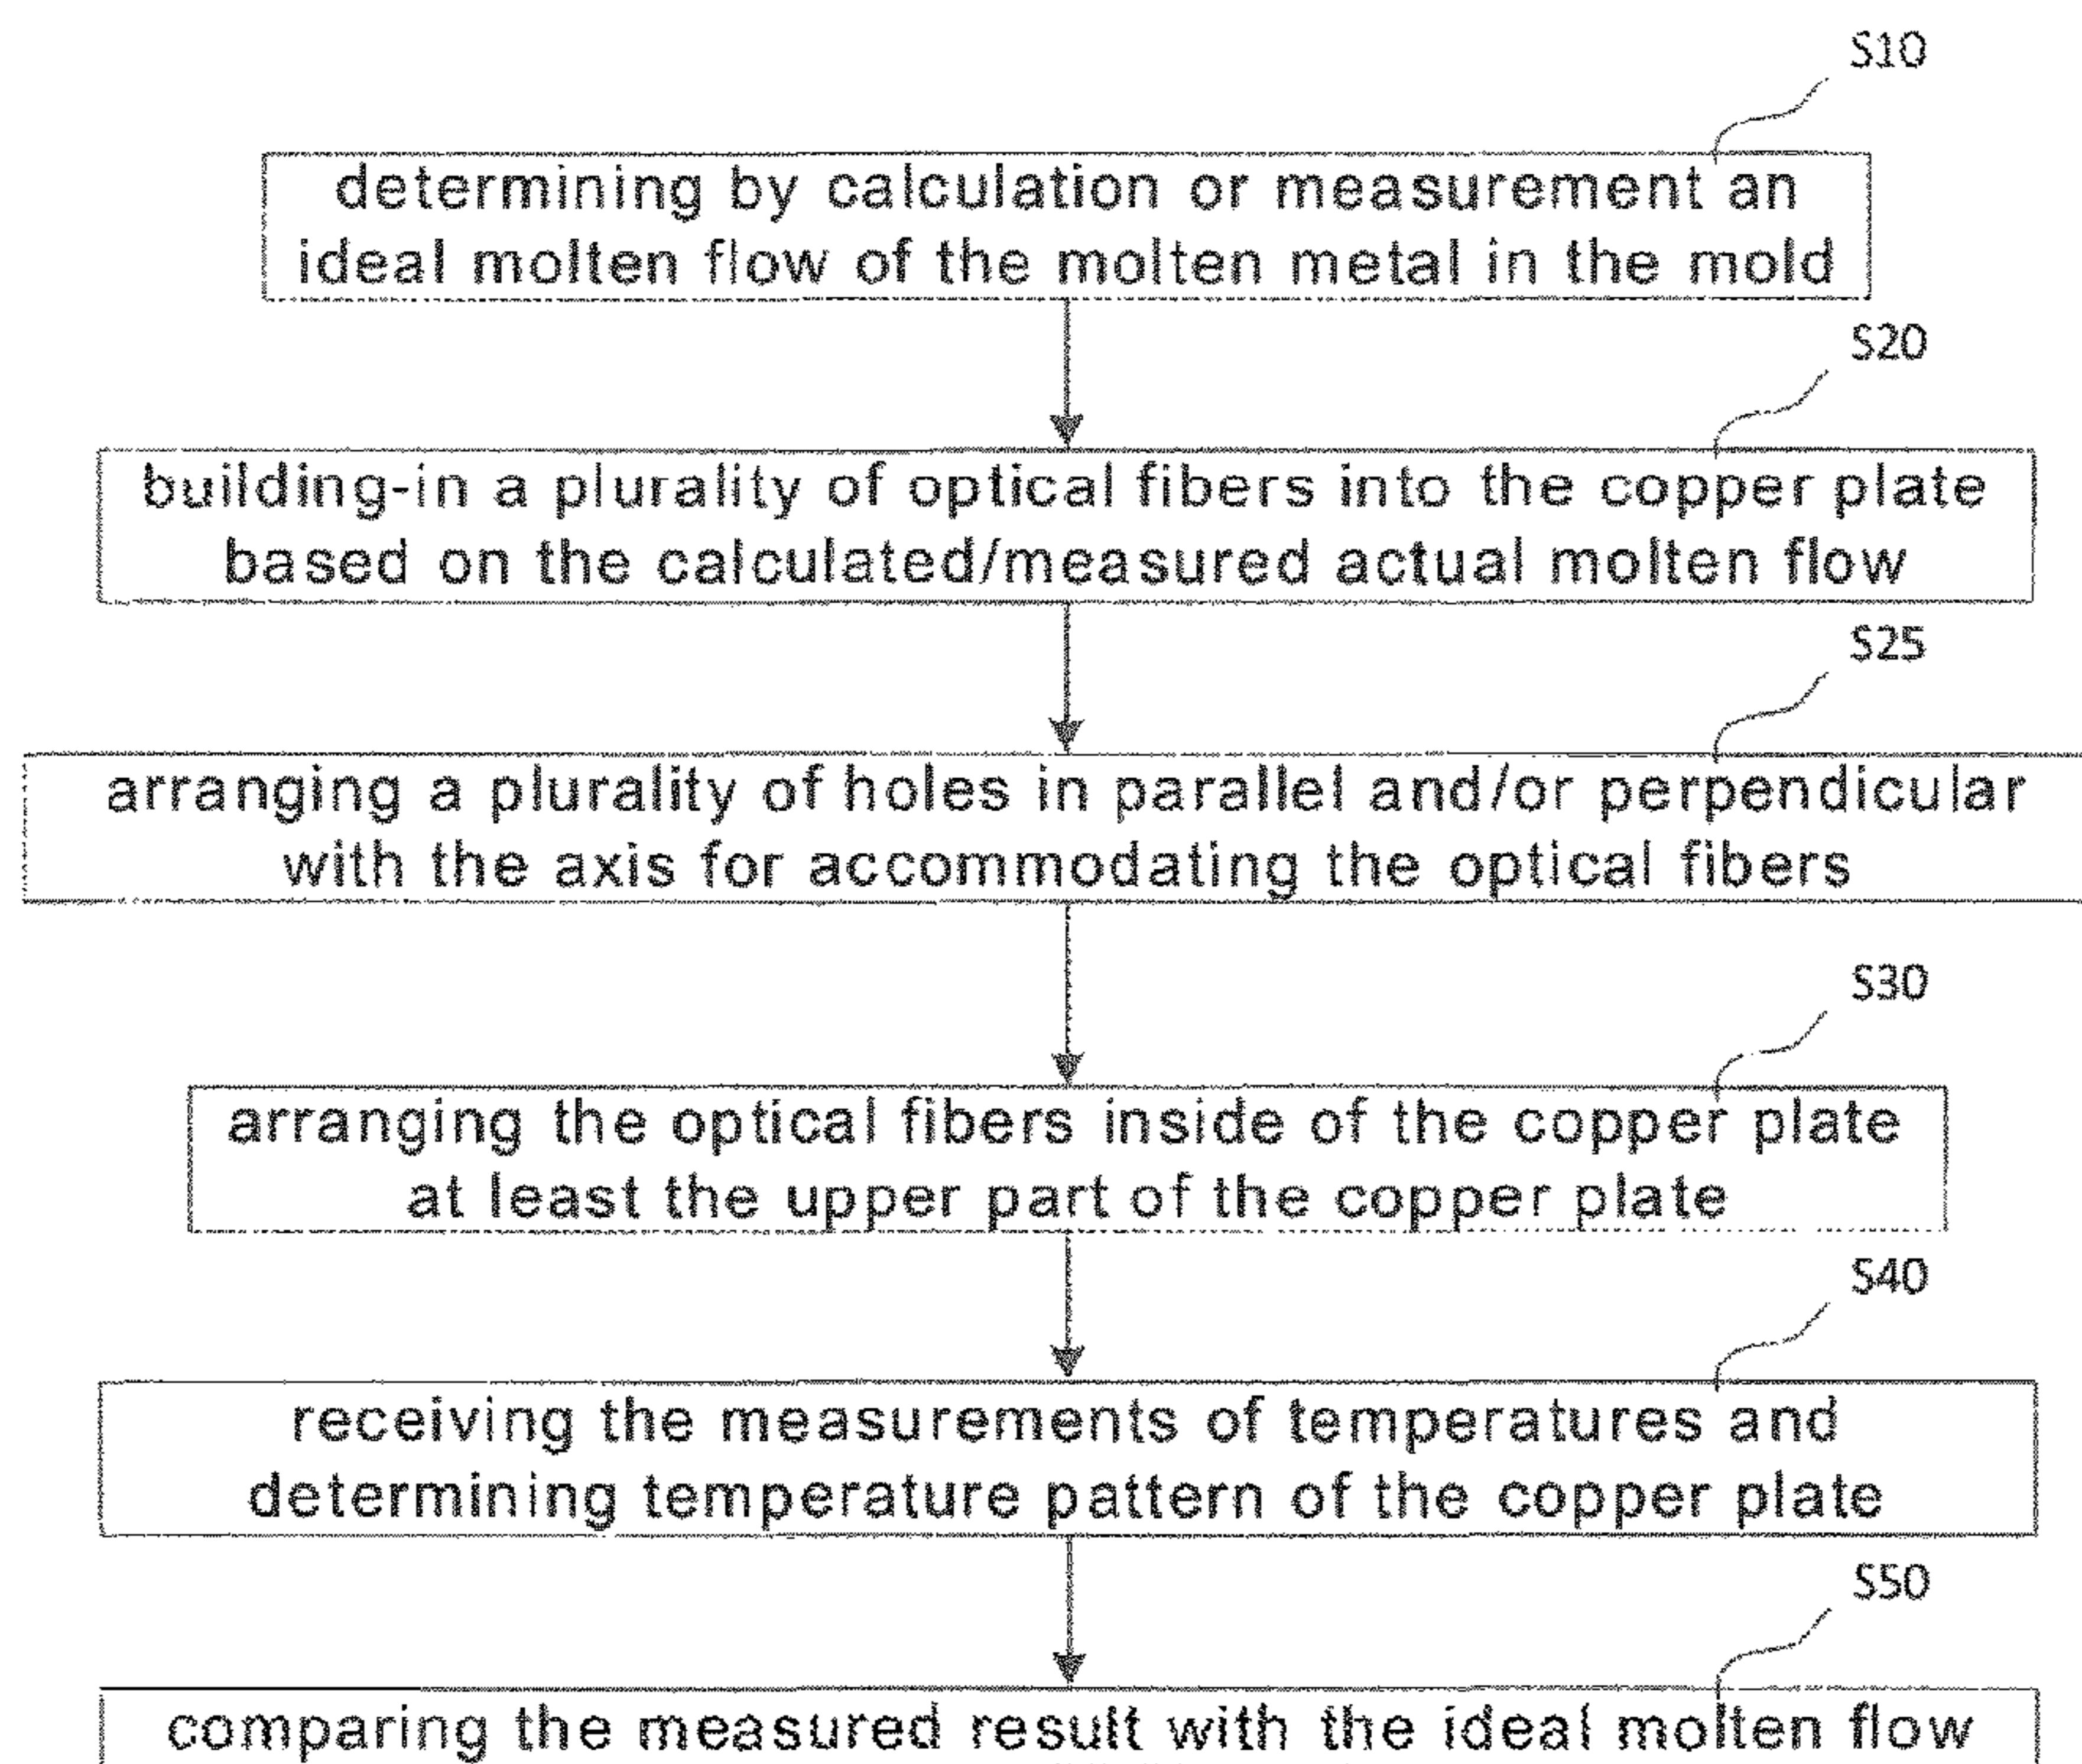 S10
determining by calculation or measurement an
ideal molten flow of the molten metal in the mold
S20
building-in a plurality of optical fibers into the copper plate
based on the calculated/measured actual molten flow
S25
arranging a plurality of holes in parallel and/or perpendicular
with the axis for accommodating the optical fibers
S30
arranging the optical fibers inside of the copper plate
at least the upper part of the copper plate
S40
receiving the measurements of temperatures and
determining temperature pattern of the copper plate
S50
comparing the measured result with the ideal molten flow